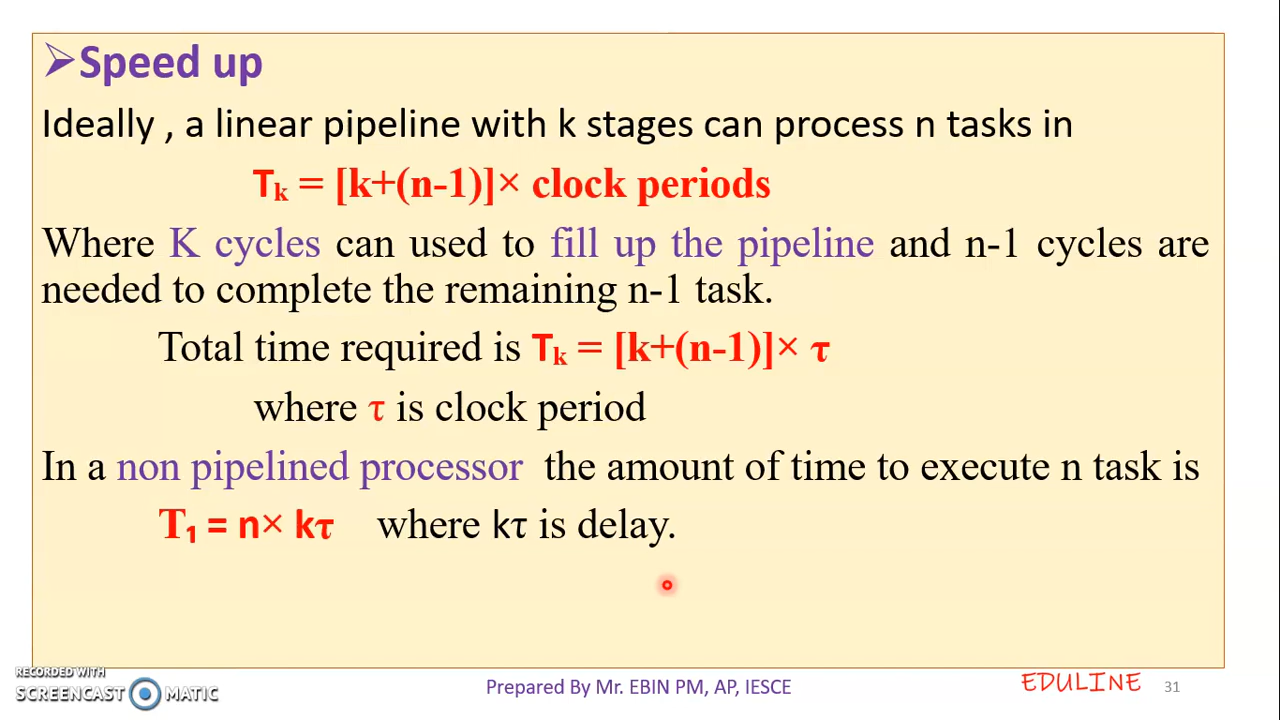 ➢Speed up
Ideally , a linear pipeline with k stages can process n tasks in
Tₖ = [k+(n-1)]× clock periods
Where K cycles can used to fill up the pipeline and n-1 cycles are
needed to complete the remaining n-1 task.
Total time required is Tₖ = [k+(n-1)]× τ
where τ is clock period
In a non pipelined processor the amount of time to execute n task is
T₁ = n× kτ where kτ is delay.
RECORDED WITH
SCREENCAST MATIC
Prepared By Mr. EBIN PM, AP, IESCE
EDULINE
31